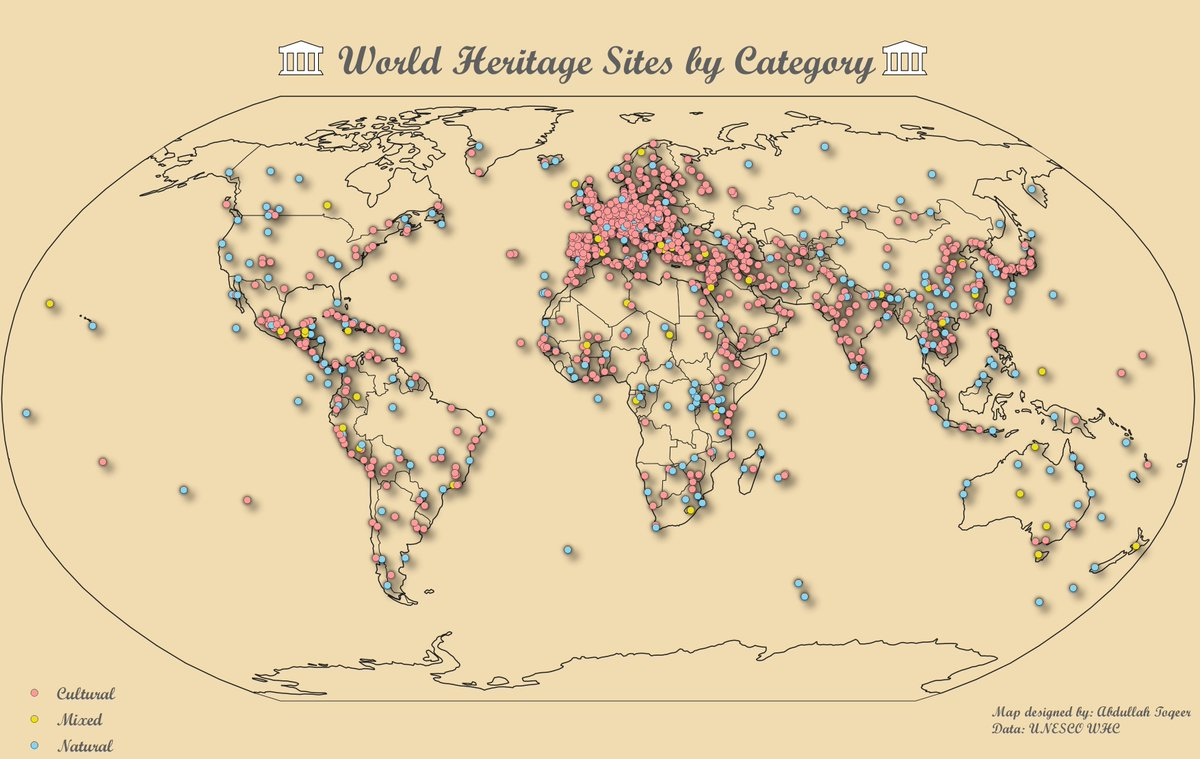 World Heritage Sites by Category
Cultural
Mixed
Natural
Map designed by: Abdullah Toqeer
Data: UNESCO WHC